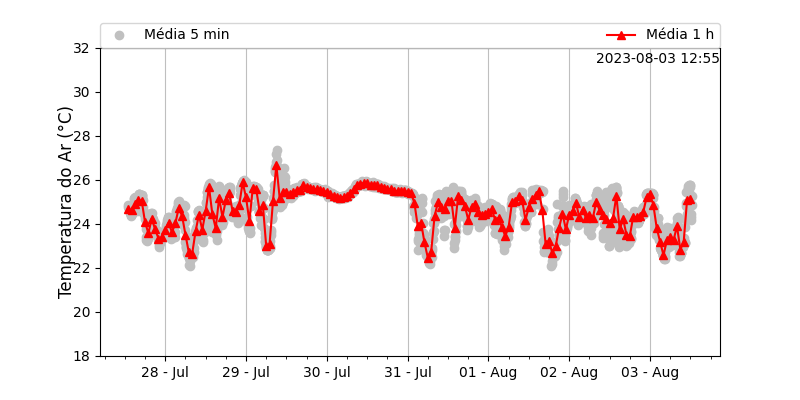 Média 5 min
Média 1 h
2023-08-03 12:55
Temperatura do Ar (°C)
32
30
28
26
24
22
20
18
28 - Jul
29 - Jul
30 - Jul
31 - Jul
01 - Aug
02 - Aug
03 - Aug